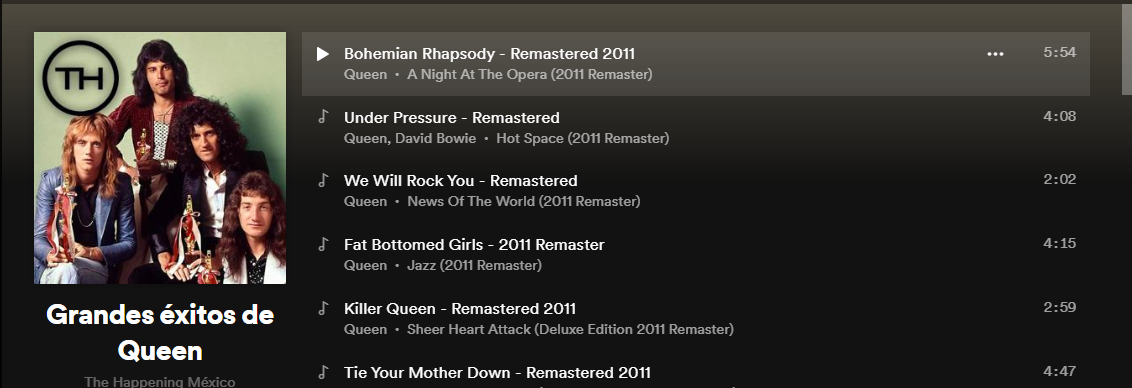 TH
Grandes éxitos de
Queen
The Happening México
Bohemian Rhapsody - Remastered 2011
5:54
Queen • A Night At The Opera (2011 Remaster)
Under Pressure - Remastered
4:08
Queen, David Bowie • Hot Space (2011 Remaster)
We Will Rock You - Remastered
2:02
Queen • News Of The World (2011 Remaster)
Fat Bottomed Girls - 2011 Remaster
4:15
Queen • Jazz (2011 Remaster)
Killer Queen - Remastered 2011
2:59
Queen • Sheer Heart Attack (Deluxe Edition 2011 Remaster)
Tie Your Mother Down - Remastered 2011
4:47